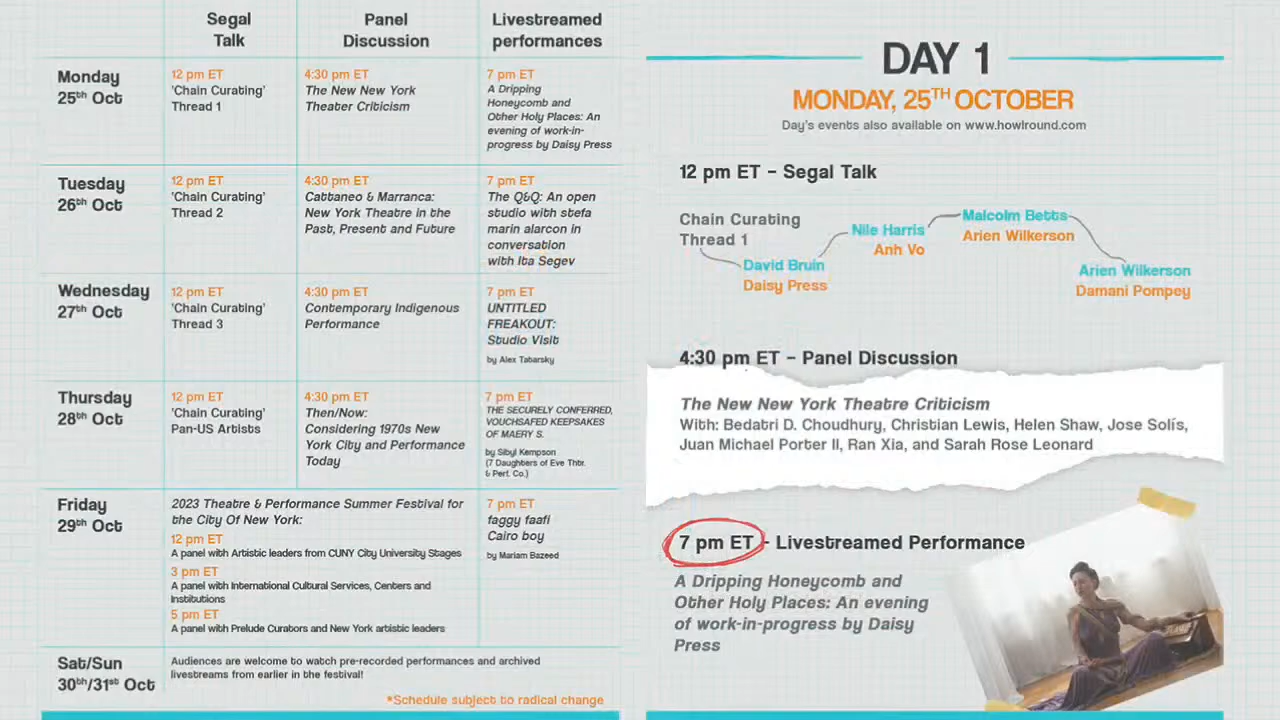 Segal
Talk
Panel
Discussion
Livestreamed
performances
Monday
25th Oct
12 pm ET
'Chain Curating'
Thread 1
4:30 pm ET
The New New York
Theater Criticism
7 pm ET
A Dripping
Honeycomb and
Other Holy Places: An
evening of work-in-
progress by Daisy Press
Tuesday
26th Oct
12 pm ET
'Chain Curating'
Thread 2
4:30 pm ET
Cattaneo & Marranca:
New York Theatre in the
Past, Present and Future
7 pm ET
The Q&Q: An open
studio with stefa
marin alarcon in
conversation
with Ita Segev
Wednesday
27th Oct
12 pm ET
'Chain Curating'
Thread 3
4:30 pm ET
Contemporary Indigenous
Performance
7 pm ET
UNTITLED
FREAKOUT:
Studio Visit
by Alex Tatarsky
Thursday
28th Oct
12 pm ET
'Chain Curating'
Pan-US Artists
4:30 pm ET
Then/Now:
Considering 1970s New
York City and Performance
Today
7 pm ET
THE SECURELY CONFERRED,
VOUCHSAFED KEEPSAKES
OF MAERY S.
by Sibyl Kempson
(7 Daughters of Eve Thtr.
& Perf. Co.)
Friday
29th Oct
2023 Theatre & Performance Summer Festival for
the City Of New York:
12 pm ET
A panel with Artistic leaders from CUNY City University Stages
3 pm ET
A panel with International Cultural Services, Centers and
Institutions
5 pm ET
A panel with Prelude Curators and New York artistic leaders
7 pm ET
faggy faafi
Cairo boy
by Mariam Bazeed
Sat/Sun
30th/31st Oct
Audiences are welcome to watch pre-recorded performances and archived
livestreams from earlier in the festival!
*Schedule subject to radical change
DAY 1
MONDAY, 25TH OCTOBER
Day's events also available on www.howlround.com
12 pm ET – Segal Talk
Chain Curating
Thread 1
David Bruin
Daisy Press
Nile Harris
Anh Vo
Malcolm Betts
Arien Wilkerson
Arien Wilkerson
Damani Pompey
4:30 pm ET – Panel Discussion
The New New York Theatre Criticism
With: Bedatri D. Choudhury, Christian Lewis, Helen Shaw, Jose Solís,
Juan Michael Porter II, Ran Xia, and Sarah Rose Leonard
7 pm ET - Livestreamed Performance
A Dripping Honeycomb and
Other Holy Places: An evening
of work-in-progress by Daisy
Press